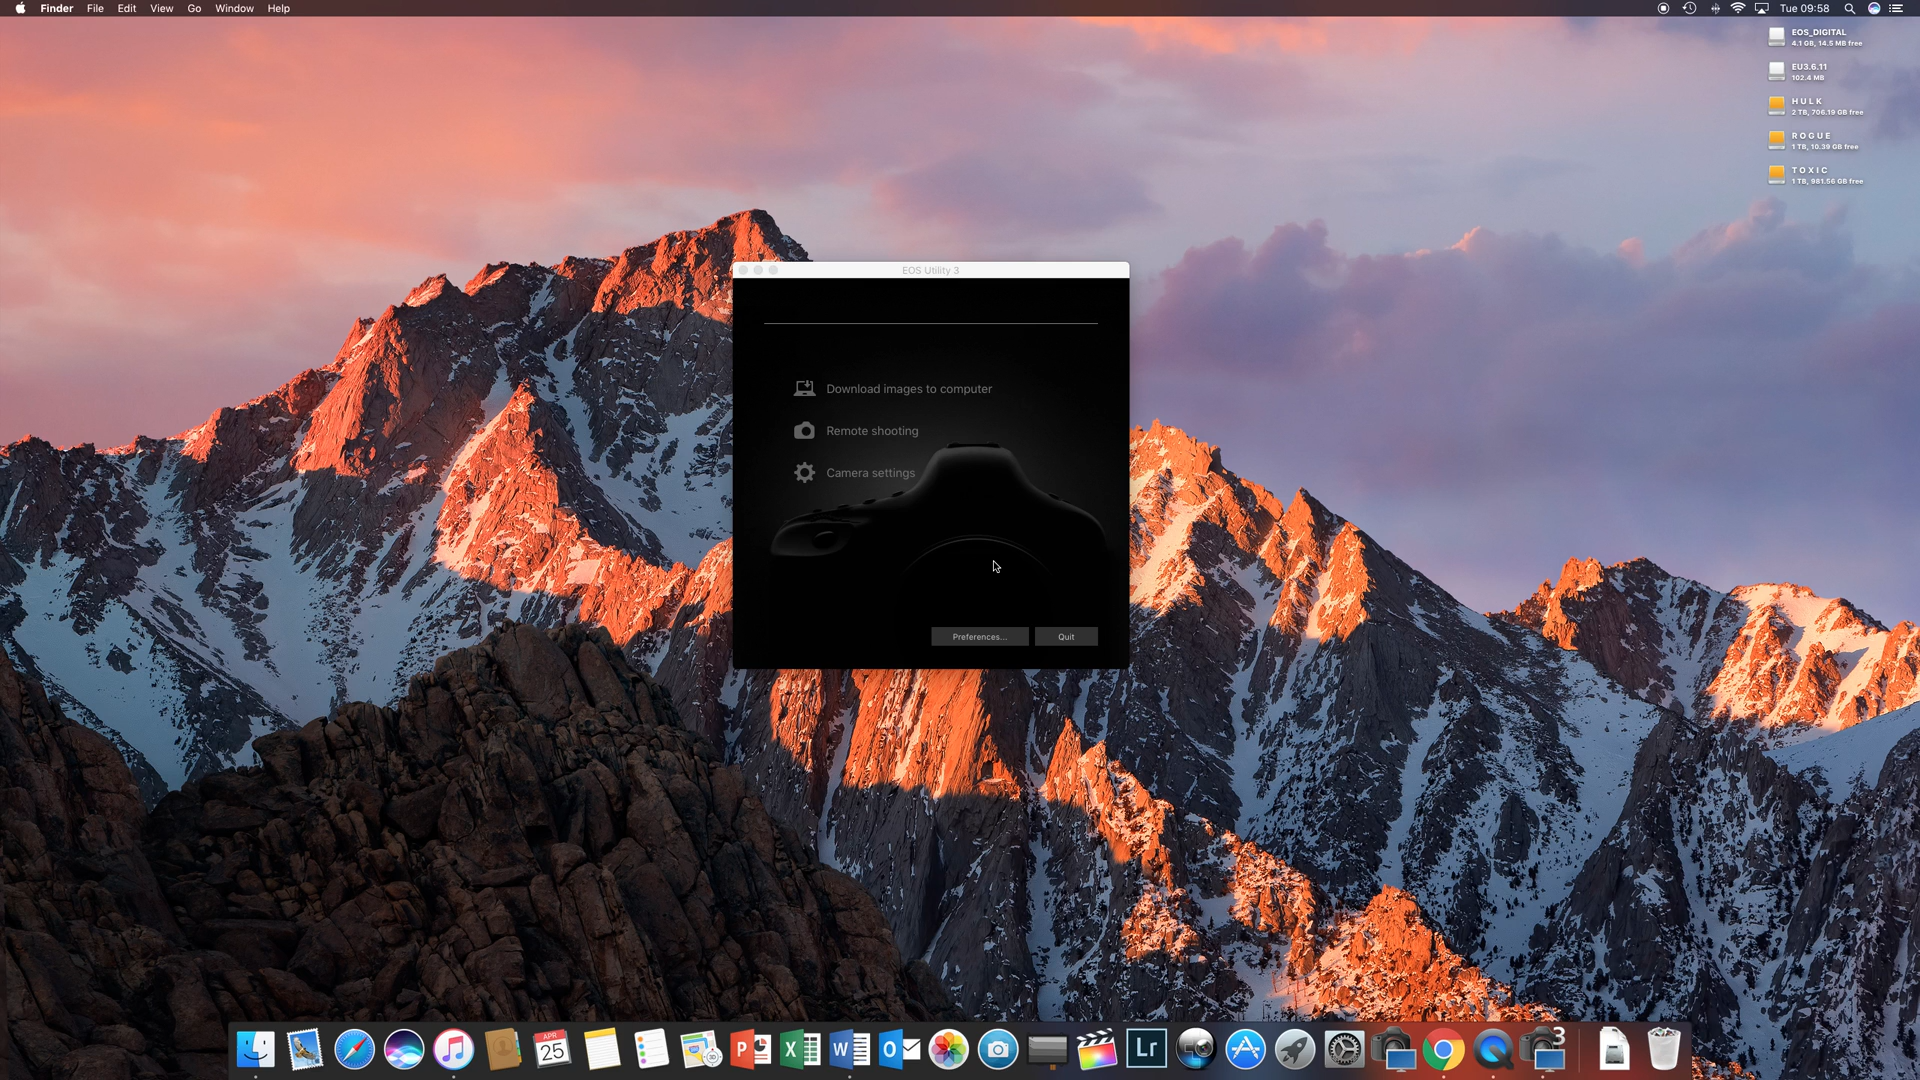 Finder File Edit View Go Window Help
Tue 09:58
EOS_DIGITAL
4.1 GB, 14.5 MB free
EU3.6.11
102.4 MB
H U L K
2 TB, 706.19 GB free
R O G U E
1 TB, 10.39 GB free
T O X I C
1 TB, 981.56 GB free
EOS Utility 3
Download images to computer
Remote shooting
Camera settings
Preferences...
Quit
APR
25
3D
P
X
W
O
Lr
3